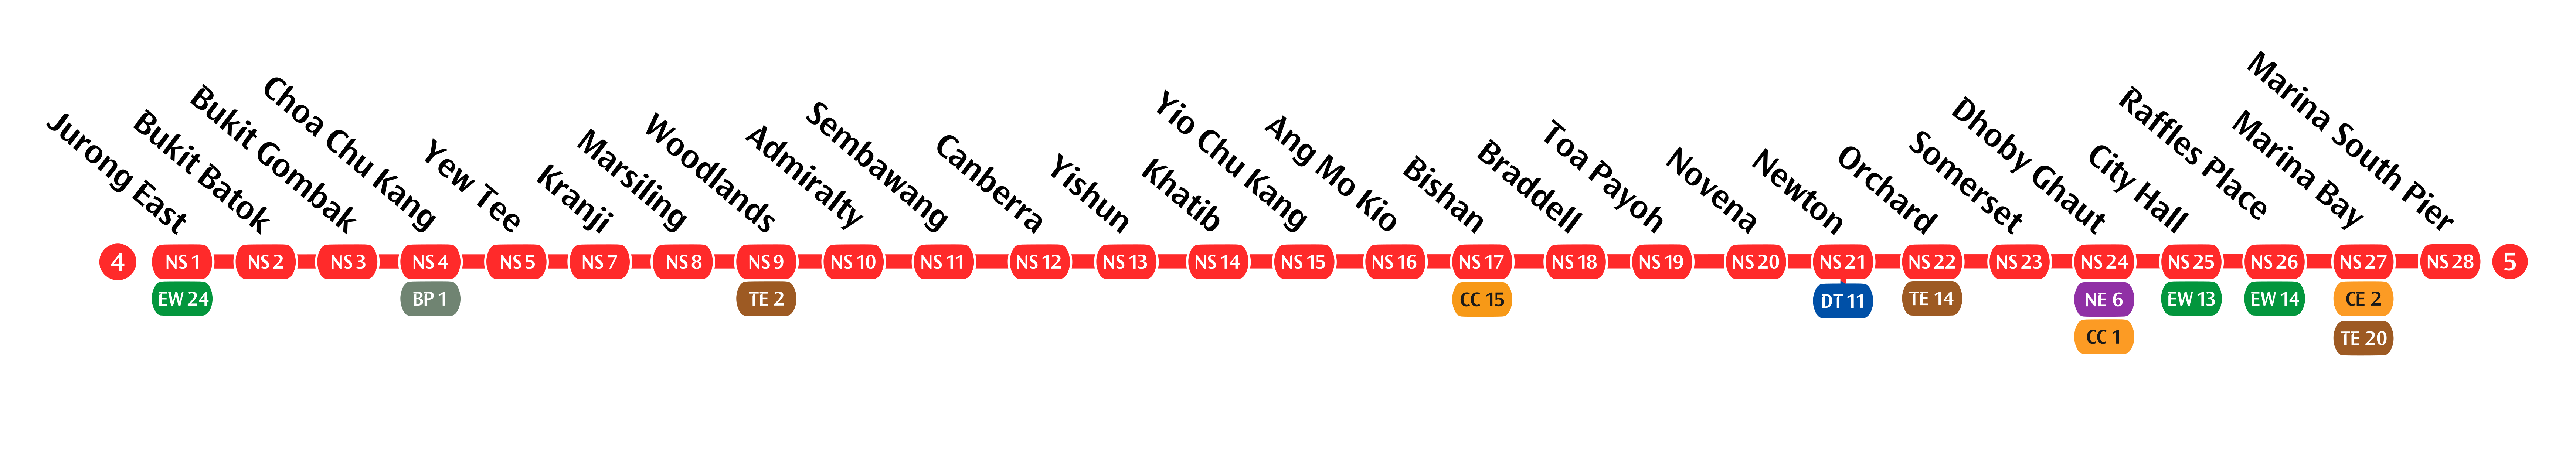 Jurong East
Bukit Batok
Bukit Gombak
Choa Chu Kang
Yew Tee
Kranji
Marsiling
Woodlands
Admiralty
Sembawang
Canberra
Yishun
Khatib
Yio Chu Kang
Ang Mo Kio
Bishan
Braddell
Toa Payoh
Novena
Newton
Orchard
Somerset
Dhoby Ghaut
City Hall
Raffles Place
Marina Bay
Marina South Pier
4 NS 1 NS 2 NS 3 NS 4 NS 5 NS 7 NS 8 NS 9 NS 10 NS 11 NS 12 NS 13 NS 14 NS 15 NS 16 NS 17 NS 18 NS 19 NS 20 NS 21 NS 22 NS 23 NS 24 NS 25 NS 26 NS 27 NS 28 5
EW 24 BP 1 TE 2 CC 15 DT 11 TE 14 NE 6 EW 13 EW 14 CE 2
CC 1 TE 20